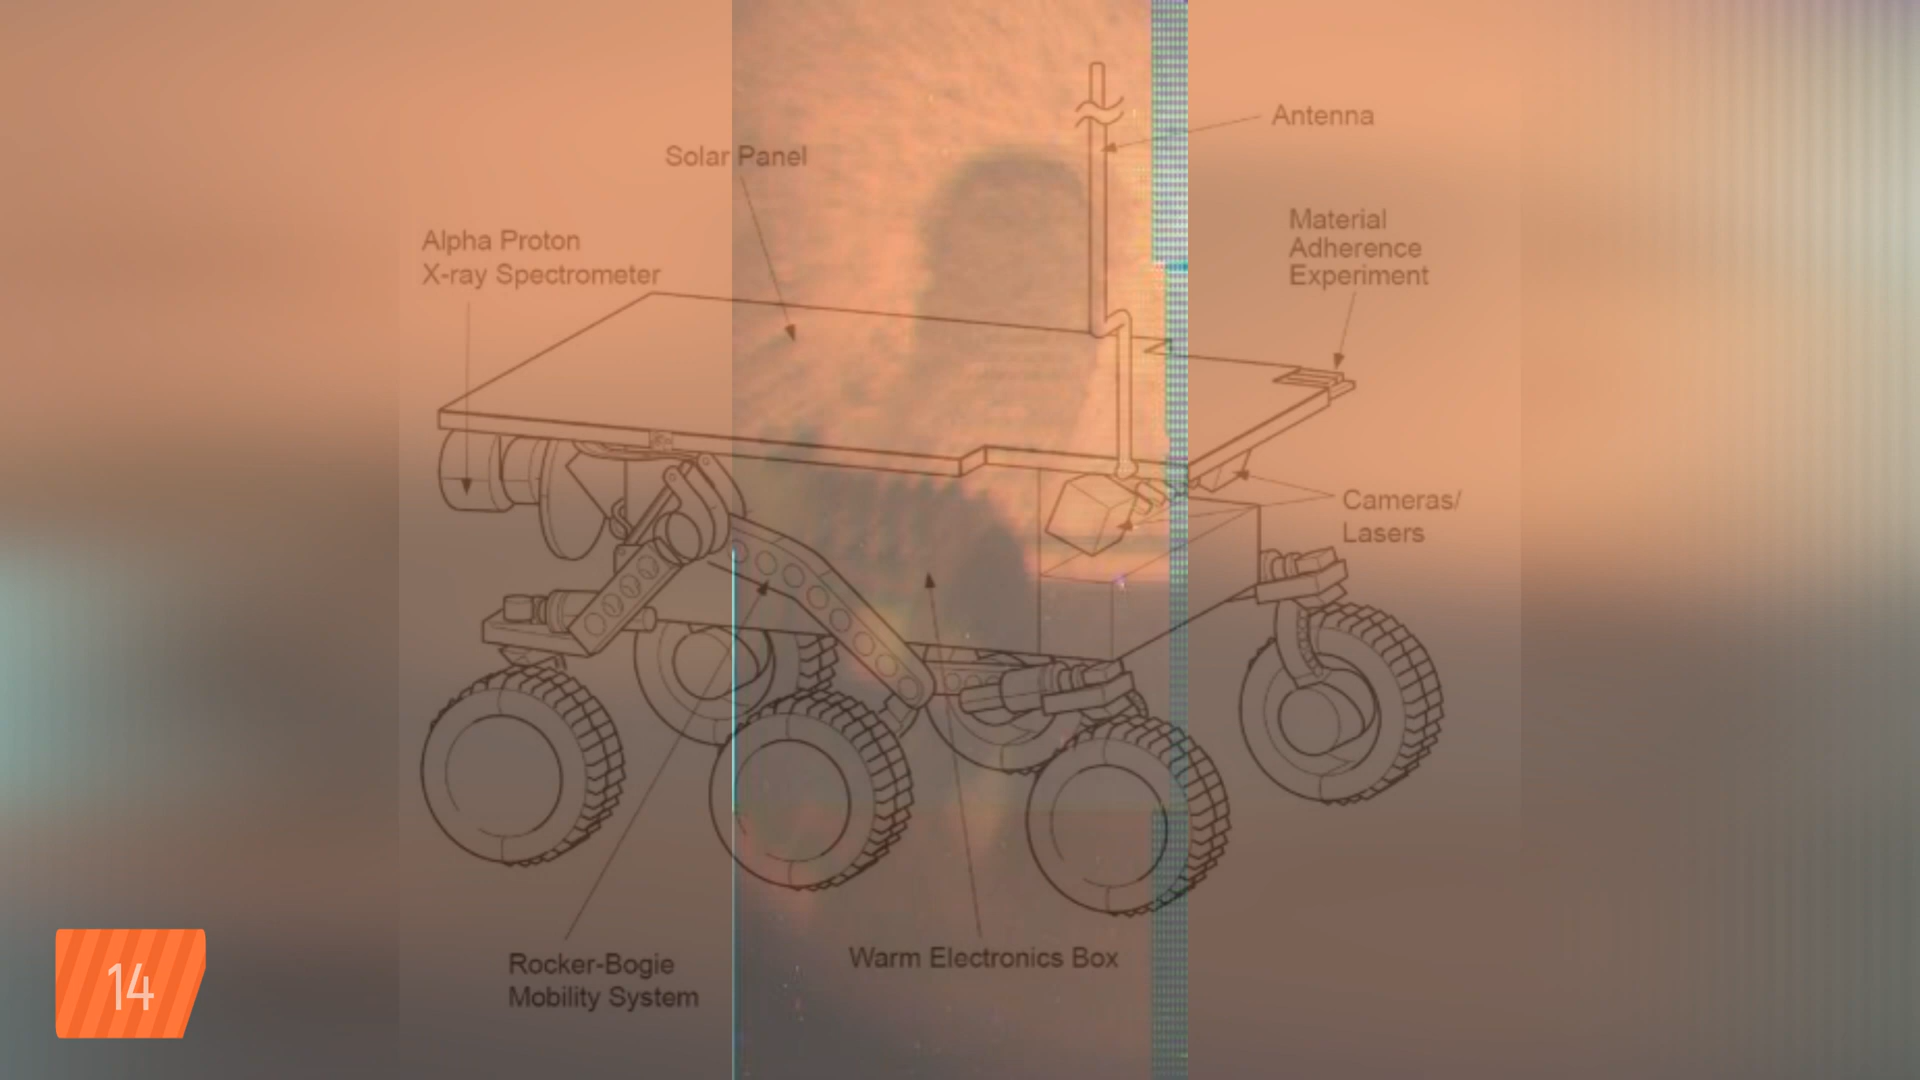 Antenna
Solar Panel
Material
Adherence
Experiment
Alpha Proton
X-ray Spectrometer
Cameras/
Lasers
Rocker-Bogie
Mobility System
Warm Electronics Box
14